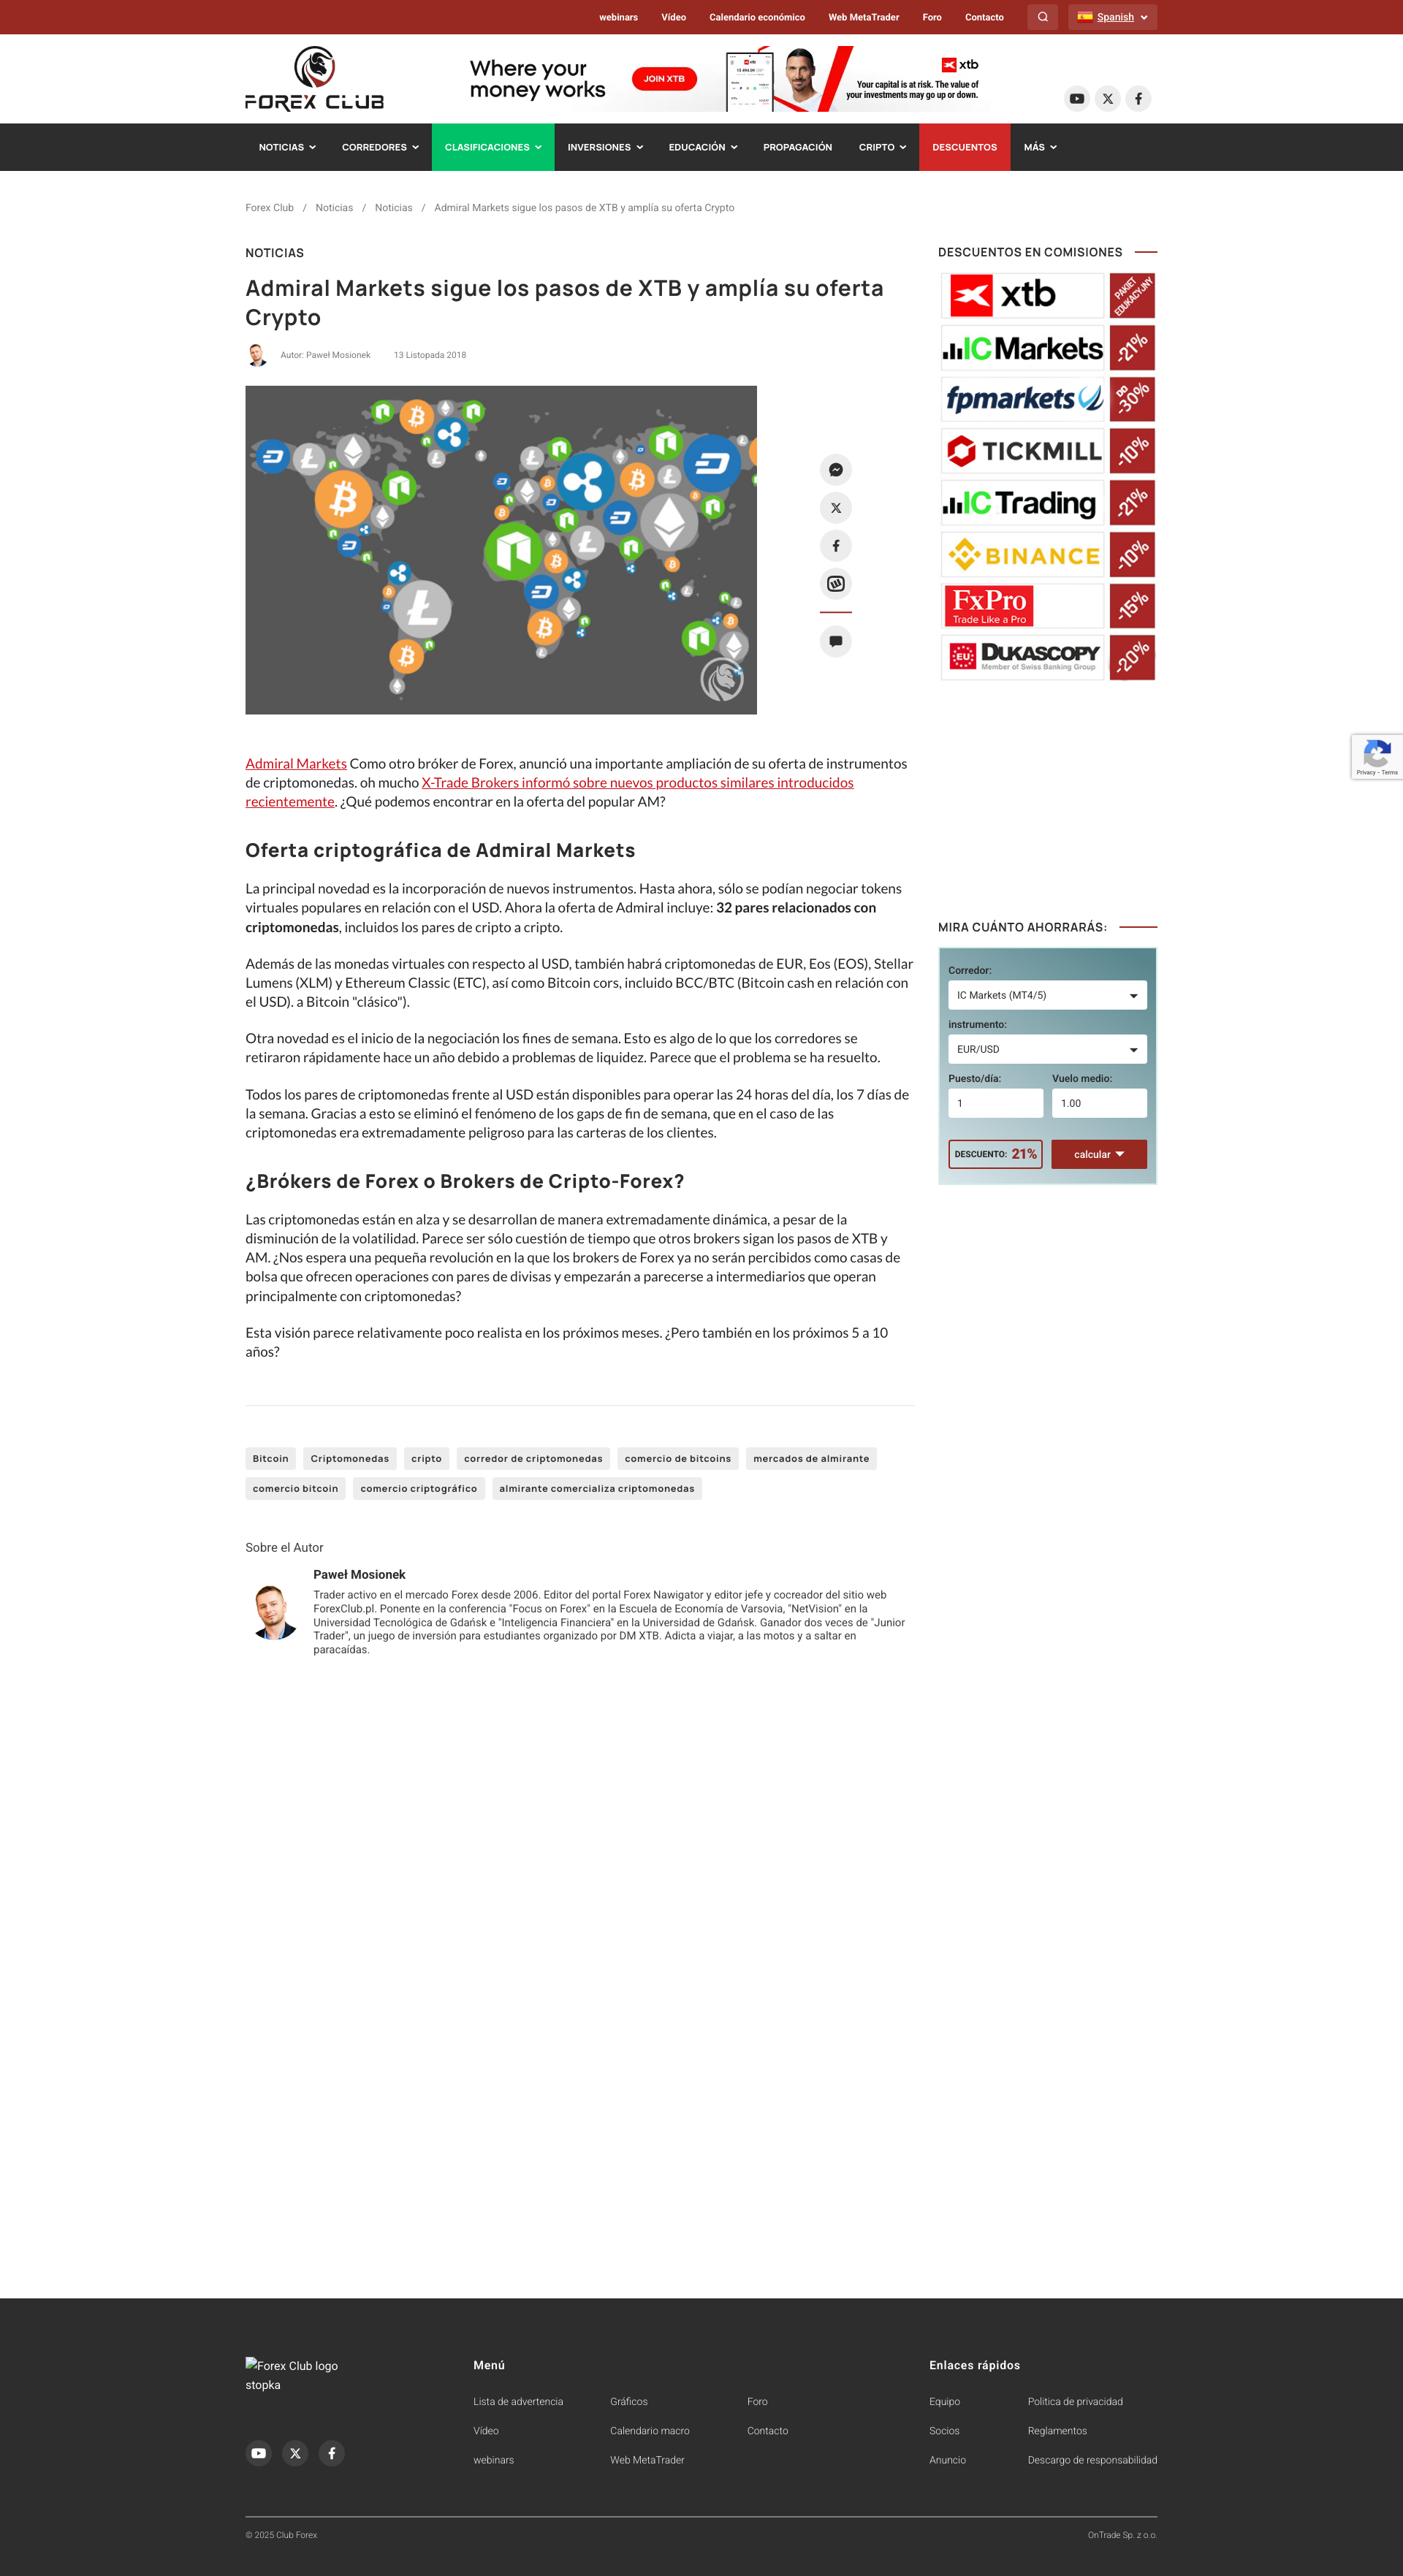 webinars Vídeo Calendario económico Web MetaTrader Foro Contacto Spanish
FOREX CLUB
Where your
money works
JOIN XTB
xtb
Your capital is at risk. The value of
your investments may go up or down.
NOTICIAS CORREDORES CLASIFICACIONES INVERSIONES EDUCACIÓN PROPAGACIÓN CRIPTO DESCUENTOS MÁS
Forex Club / Noticias / Noticias / Admiral Markets sigue los pasos de XTB y amplía su oferta Crypto
NOTICIAS
Admiral Markets sigue los pasos de XTB y amplía su oferta
Crypto
Autor: Paweł Mosionek 13 Listopada 2018
Admiral Markets Como otro bróker de Forex, anunció una importante ampliación de su oferta de instrumentos
de criptomonedas. oh mucho X-Trade Brokers informó sobre nuevos productos similares introducidos
recientemente. ¿Qué podemos encontrar en la oferta del popular AM?
Oferta criptográfica de Admiral Markets
La principal novedad es la incorporación de nuevos instrumentos. Hasta ahora, sólo se podían negociar tokens
virtuales populares en relación con el USD. Ahora la oferta de Admiral incluye: 32 pares relacionados con
criptomonedas, incluidos los pares de cripto a cripto.
Además de las monedas virtuales con respecto al USD, también habrá criptomonedas de EUR, Eos (EOS), Stellar
Lumens (XLM) y Ethereum Classic (ETC), así como Bitcoin cors, incluido BCC/BTC (Bitcoin cash en relación con
el USD). a Bitcoin "clásico").
Otra novedad es el inicio de la negociación los fines de semana. Esto es algo de lo que los corredores se
retiraron rápidamente hace un año debido a problemas de liquidez. Parece que el problema se ha resuelto.
Todos los pares de criptomonedas frente al USD están disponibles para operar las 24 horas del día, los 7 días de
la semana. Gracias a esto se eliminó el fenómeno de los gaps de fin de semana, que en el caso de las
criptomonedas era extremadamente peligroso para las carteras de los clientes.
¿Brókers de Forex o Brokers de Cripto-Forex?
Las criptomonedas están en alza y se desarrollan de manera extremadamente dinámica, a pesar de la
disminución de la volatilidad. Parece ser sólo cuestión de tiempo que otros brokers sigan los pasos de XTB y
AM. ¿Nos espera una pequeña revolución en la que los brokers de Forex ya no serán percibidos como casas de
bolsa que ofrecen operaciones con pares de divisas y empezarán a parecerse a intermediarios que operan
principalmente con criptomonedas?
Esta visión parece relativamente poco realista en los próximos meses. ¿Pero también en los próximos 5 a 10
años?
Bitcoin Criptomonedas cripto corredor de criptomonedas comercio de bitcoins mercados de almirante
comercio bitcoin comercio criptográfico almirante comercializa criptomonedas
Sobre el Autor
Paweł Mosionek
Trader activo en el mercado Forex desde 2006. Editor del portal Forex Nawigator y editor jefe y cocreador del sitio web
ForexClub.pl. Ponente en la conferencia "Focus on Forex" en la Escuela de Economía de Varsovia, "NetVision" en la
Universidad Tecnológica de Gdańsk e "Inteligencia Financiera" en la Universidad de Gdańsk. Ganador dos veces de "Junior
Trader", un juego de inversión para estudiantes organizado por DM XTB. Adicta a viajar, a las motos y a saltar en
paracaídas.
DESCUENTOS EN COMISIONES
xtb PAKIET EDUKACYJNY
IC Markets -21%
fpmarkets DO -30%
TICKMILL -10%
IC Trading -21%
BINANCE -10%
FxPro Trade Like a Pro -15%
EU DUKASCOPY Member of Swiss Banking Group -20%
Privacy - Terms
MIRA CUÁNTO AHORRARÁS:
Corredor:
IC Markets (MT4/5)
instrumento:
EUR/USD
Puesto/día: Vuelo medio:
1 1.00
DESCUENTO: 21% calcular
Forex Club logo
stopka
Menú
Lista de advertencia Gráficos Foro
Vídeo Calendario macro Contacto
webinars Web MetaTrader
Enlaces rápidos
Equipo Politica de privacidad
Socios Reglamentos
Anuncio Descargo de responsabilidad
© 2025 Club Forex
OnTrade Sp. z o.o.